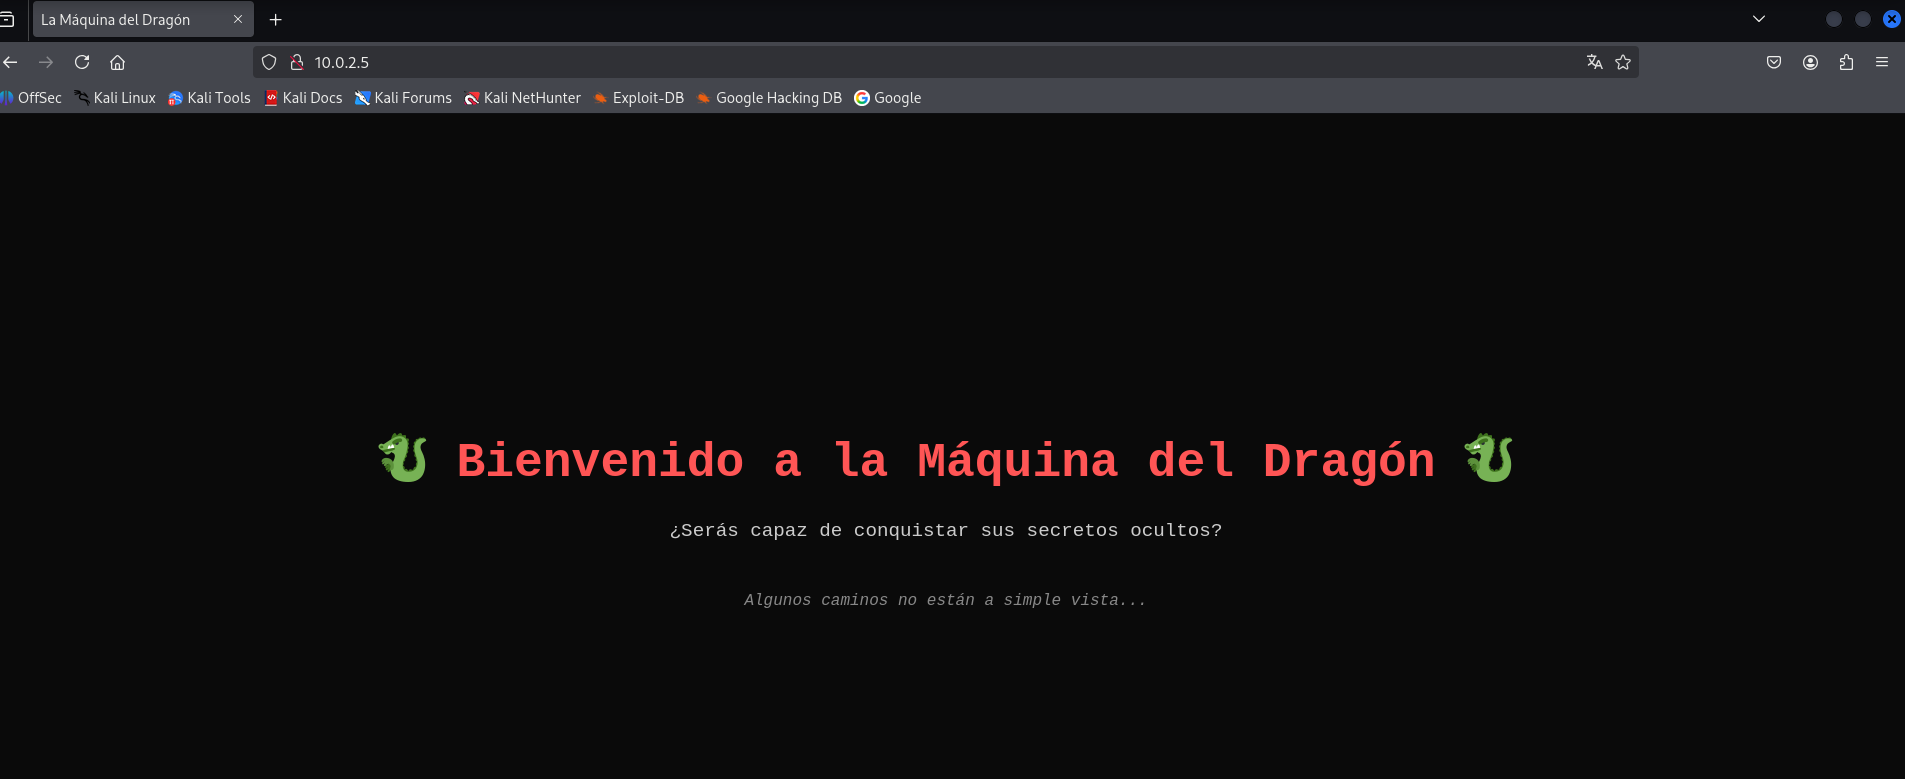 La Máquina del Dragón
10.0.2.5
OffSec Kali Linux Kali Tools Kali Docs Kali Forums Kali NetHunter Exploit-DB Google Hacking DB Google
Bienvenido a la Máquina del Dragón
¿Serás capaz de conquistar sus secretos ocultos?
Algunos caminos no están a simple vista...